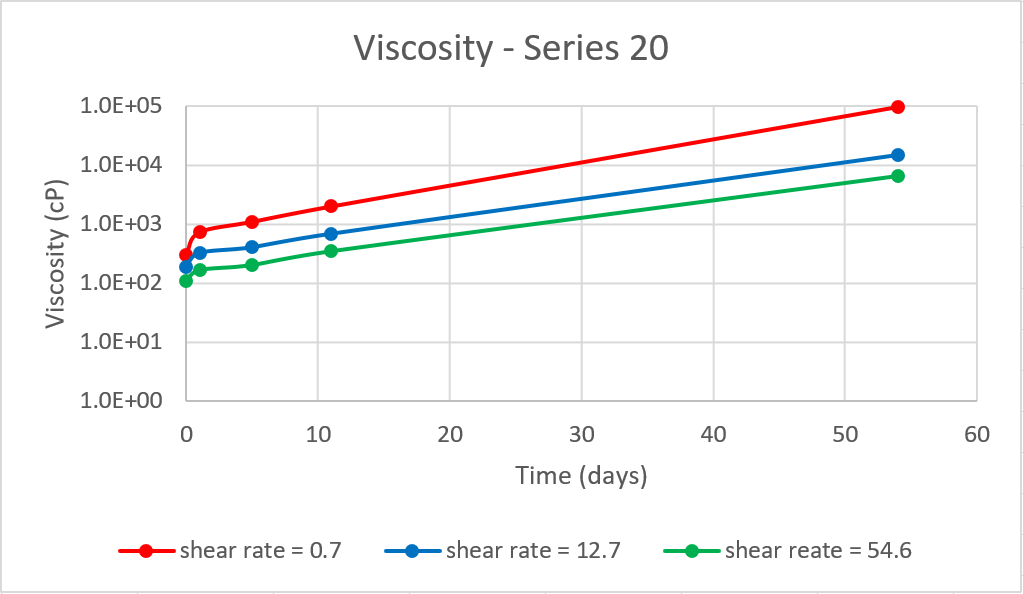 Viscosity - Series 20
1.0E+05
1.0E+04
1.0E+03
1.0E+02
1.0E+01
1.0E+00
Viscosity (cP)
0 10 20 30 40 50 60
Time (days)
shear rate = 0.7 shear rate = 12.7 shear reate = 54.6